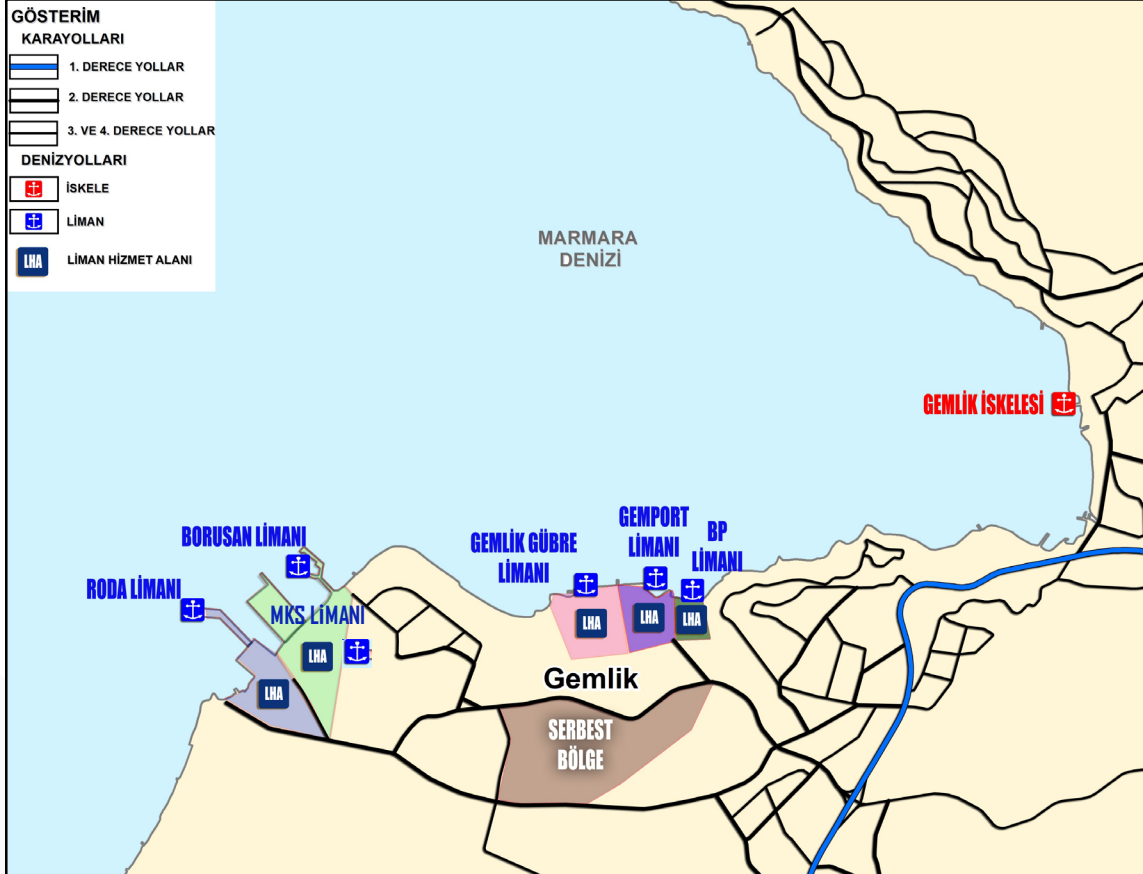 GÖSTERİM
KARAYOLLARI
1. DERECE YOLLAR
2. DERECE YOLLAR
3. VE 4. DERECE YOLLAR
DENİZYOLLARI
İSKELE
LİMAN
LHA
LİMAN HİZMET ALANI
MARMARA
DENİZİ
GEMLİK İSKELESİ
BORUSAN LİMANI
RODA LİMANI
MKS LİMANI
LHA
LHA
GEMLİK GÜBRE
LİMANI
GEMPORT
LİMANI
BP
LİMANI
LHA
LHA
LHA
Gemlik
SERBEST
BÖLGE